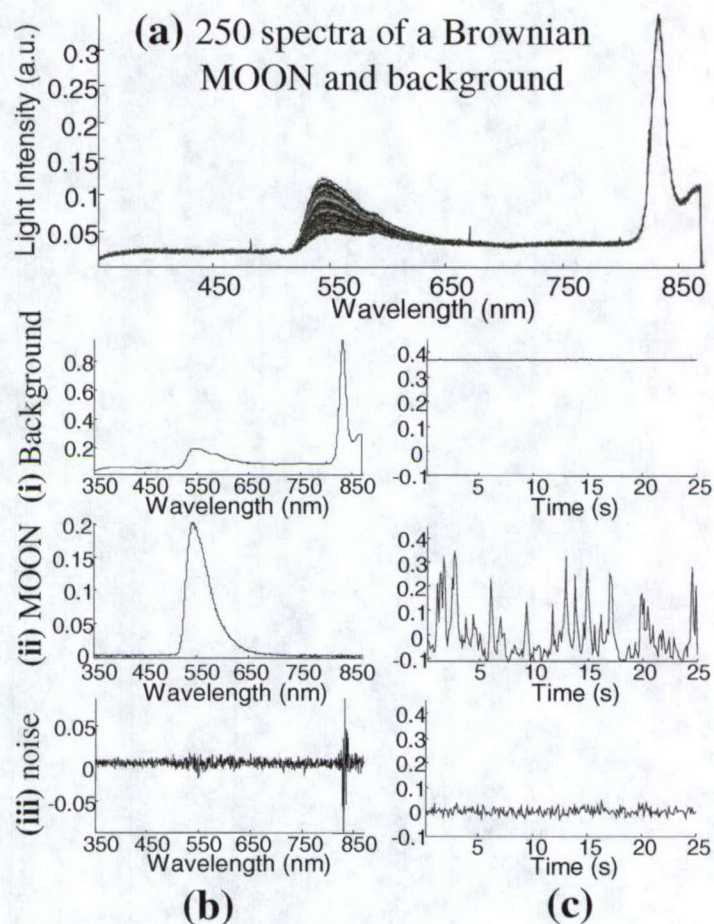 (a) 250 spectra of a Brownian
MOON and background
Light Intensity (a.u.)
0.3
0.25
0.2
0.15
0.1
0.05
450 550 650 750 850
Wavelength (nm)
(i) Background
0.8
0.6
0.4
0.2
350 450 550 650 750 850
Wavelength (nm)
0.4
0.3
0.2
0.1
0
-0.1
5 10 15 20 25
Time (s)
(ii) MOON
0.2
0.15
0.1
0.05
0
350 450 550 650 750 850
Wavelength (nm)
0.4
0.3
0.2
0.1
0
-0.1
5 10 15 20 25
Time (s)
(iii) noise
0.05
0
-0.05
350 450 550 650 750 850
Wavelength (nm)
0.4
0.3
0.2
0.1
0
0.1
5 10 15 20 25
Time (s)
(b) (c)